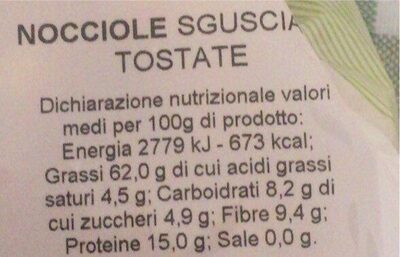 NOCCIOLE SGUSCIA
TOSTATE
Dichiarazione nutrizionale valori
medi per 100g di prodotto:
Energia 2779 kJ - 673 kcal;
Grassi 62,0 g di cui acidi grassi
saturi 4,5 g; Carboidrati 8,2 g di
cui zuccheri 4,9 g; Fibre 9,4 g;
Proteine 15,0 g; Sale 0,0 g.